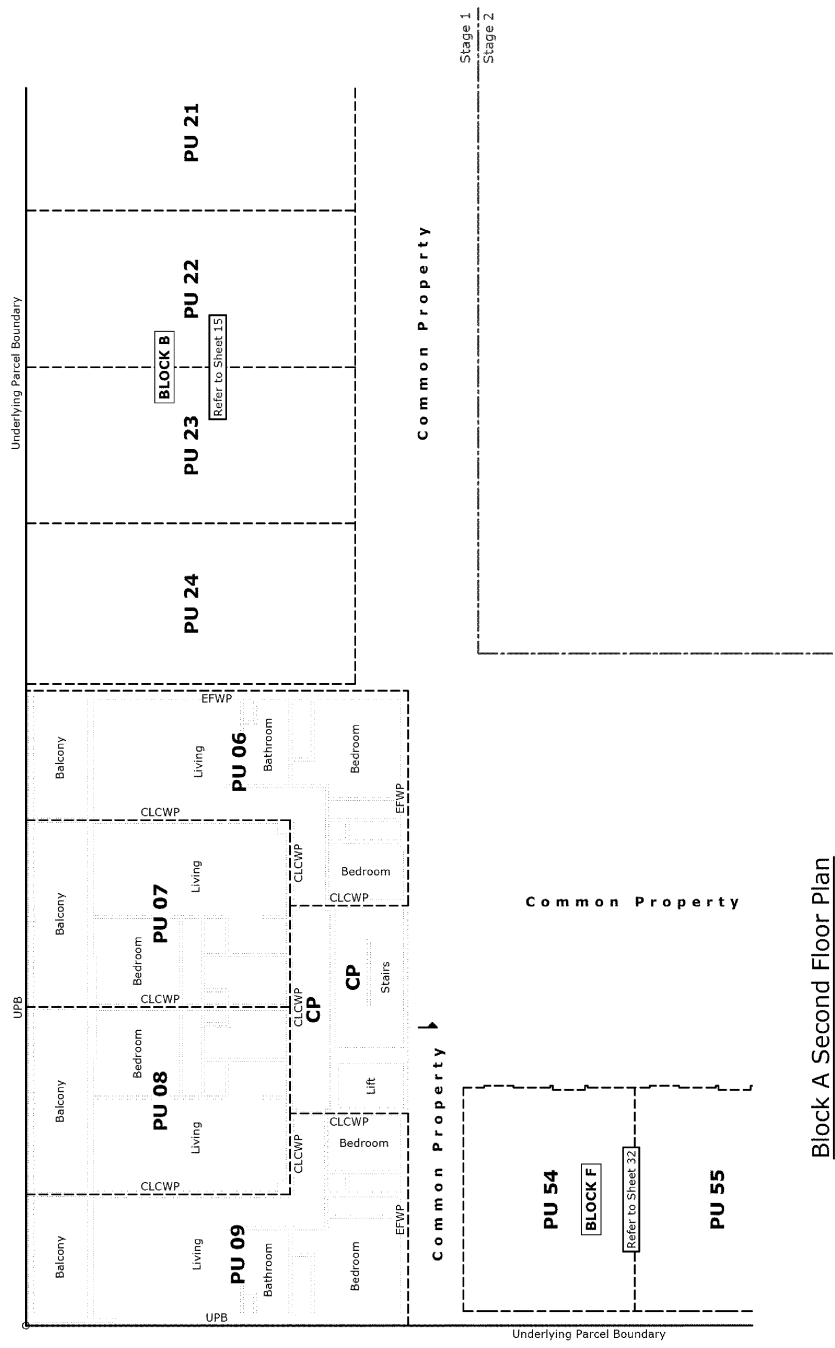 Stage 1
Stage 2
PU 21
PU 22
Common Property
Underlying Parcel Boundary
BLOCK B
Refer to Sheet 15
PU 23
PU 24
EFWP
Balcony
Living
PU 06
Bathroom
Bedroom
CLCWP
EFWP
CLCWP
Bedroom
Living
CLCWP
Balcony
PU 07
Bedroom
Common Property
UPB
CLCWP
CLCWP
CP
CP
Stairs
Bedroom
Balcony
PU 08
Lift
Living
CLCWP
Bedroom
CLCWP
CLCWP
Common Property
Balcony
Living
PU 09
Bathroom
Bedroom
EFWP
UPB
PU 54
BLOCK F
Refer to Sheet 32
PU 55
Underlying Parcel Boundary
Block A Second Floor Plan